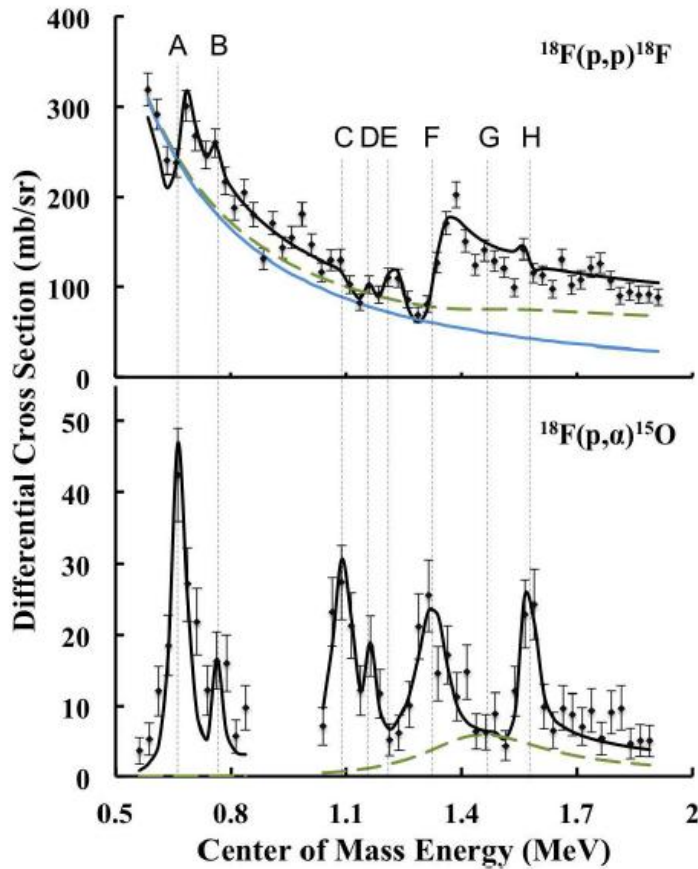 400
A B
¹⁸F(p,p)¹⁸F
300
C D E F G H
200
100
0
Differential Cross Section (mb/sr)
50
¹⁸F(p,α)¹⁵O
40
30
20
10
0
0.5 0.8 1.1 1.4 1.7 2
Center of Mass Energy (MeV)